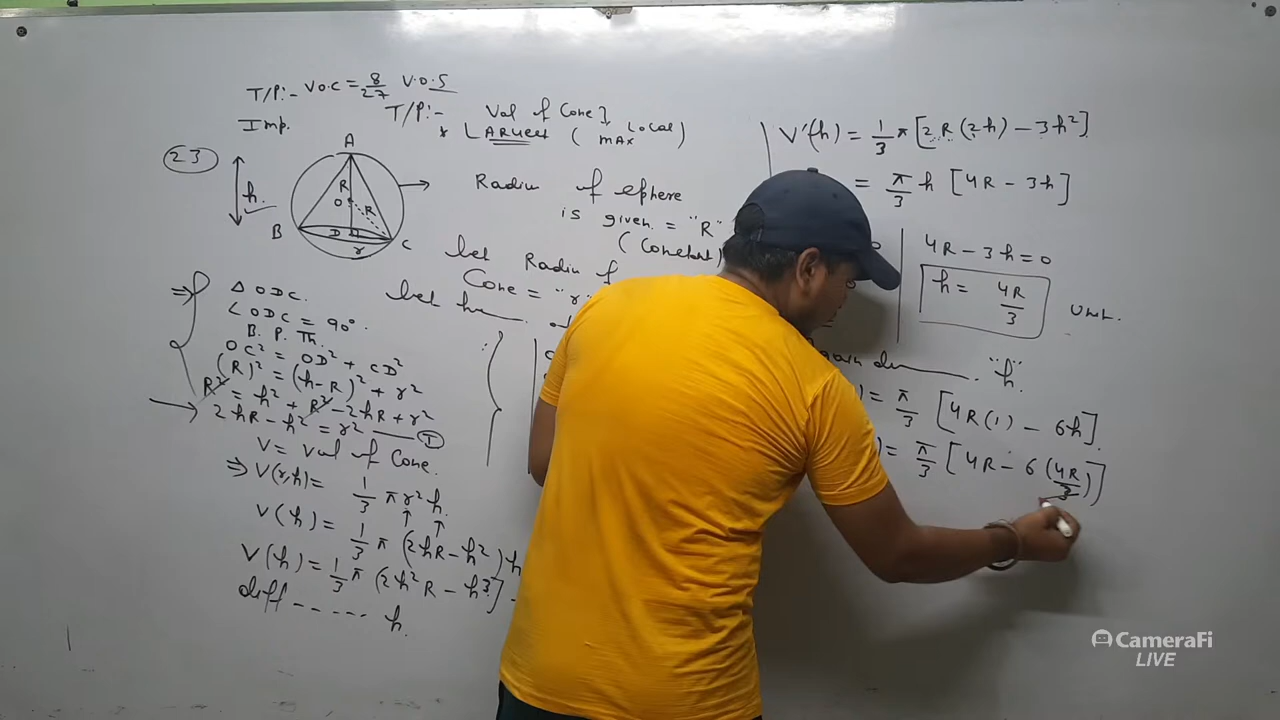 T/P:- V.O.C = 8/27 V.O.S
Imp.
T/P:- Vol of Cone
LARGEST ( Local max )
23
A
h.
R
O
R
B
D
r
C
Radius of sphere
is given = "R"
(Constant)
let Radius of
Cone = "r"
let
⇒ Δ ODC.
∠ ODC = 90°.
B. P. Th.
OC² = OD² + CD²
(R)² = (h-R)² + r²
R² = h² + R² - 2hR + r²
2hR - h² = r² ——— I
V = Vol of Cone.
⇒ V(r,h) = 1/3 π r² h.
V(h) = 1/3 π (2hR - h²) h
V(h) = 1/3 π (2h²R - h³]
diff ----- h.
V'(h) = 1/3 π [2R(2h) - 3h²]
= π/3 h [4R - 3h]
4R - 3h = 0
h = 4R/3 Unit.
"h".
= π/3 [4R(1) - 6h].
= π/3 [4R - 6(4R/3)]
CameraFi
LIVE